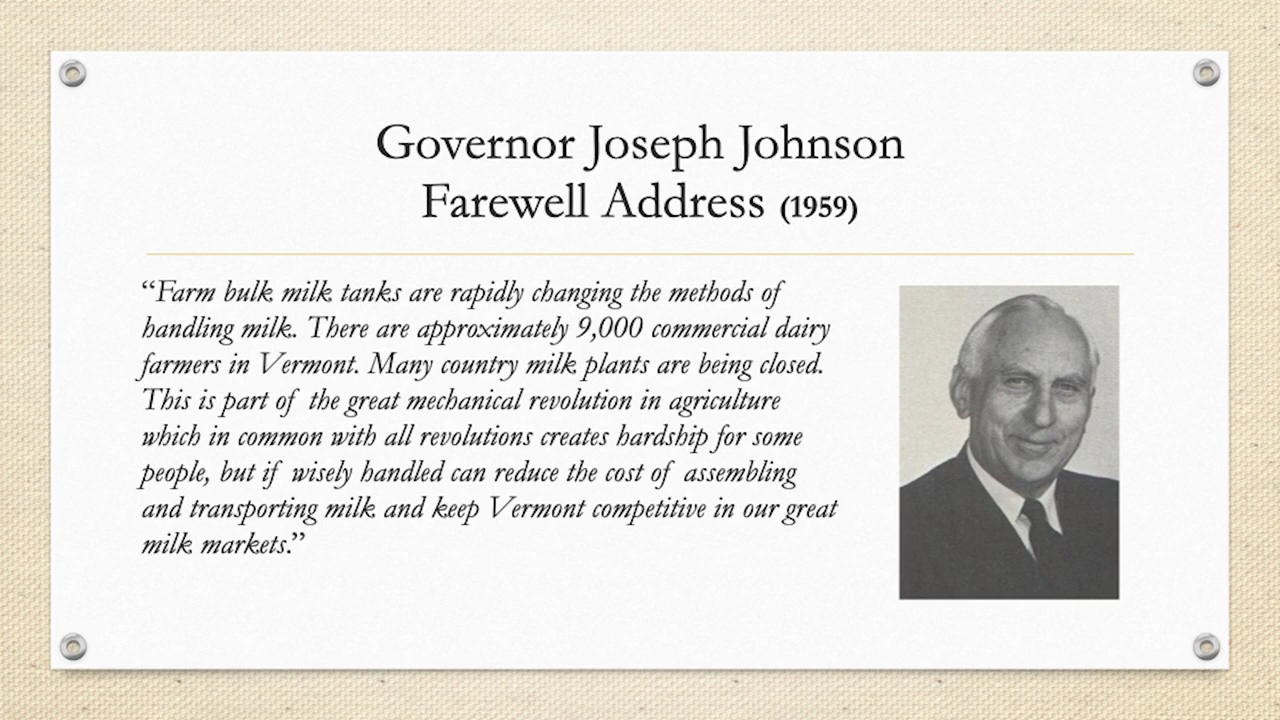 Governor Joseph Johnson
Farewell Address (1959)
“Farm bulk milk tanks are rapidly changing the methods of
handling milk. There are approximately 9,000 commercial dairy
farmers in Vermont. Many country milk plants are being closed.
This is part of the great mechanical revolution in agriculture
which in common with all revolutions creates hardship for some
people, but if wisely handled can reduce the cost of assembling
and transporting milk and keep Vermont competitive in our great
milk markets.”